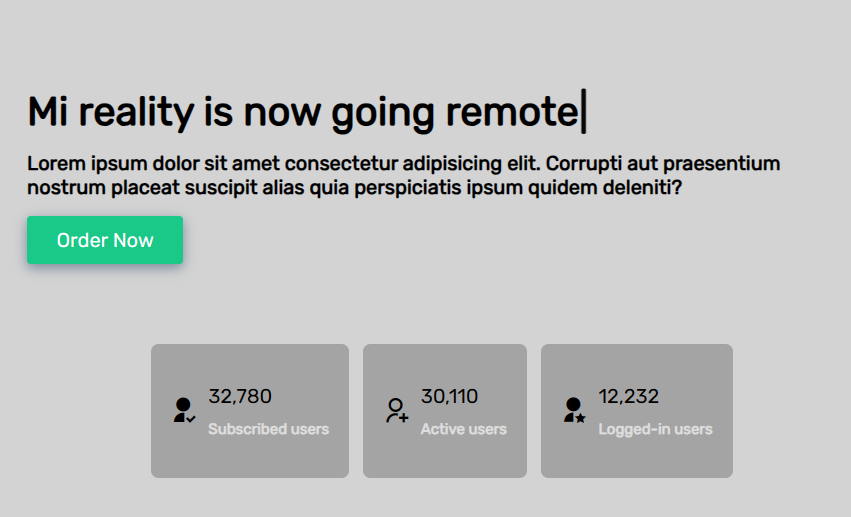 Mi reality is now going remote|
Lorem ipsum dolor sit amet consectetur adipisicing elit. Corrupti aut praesentium
nostrum placeat suscipit alias quia perspiciatis ipsum quidem deleniti?
Order Now
32,780
Subscribed users
30,110
Active users
12,232
Logged-in users